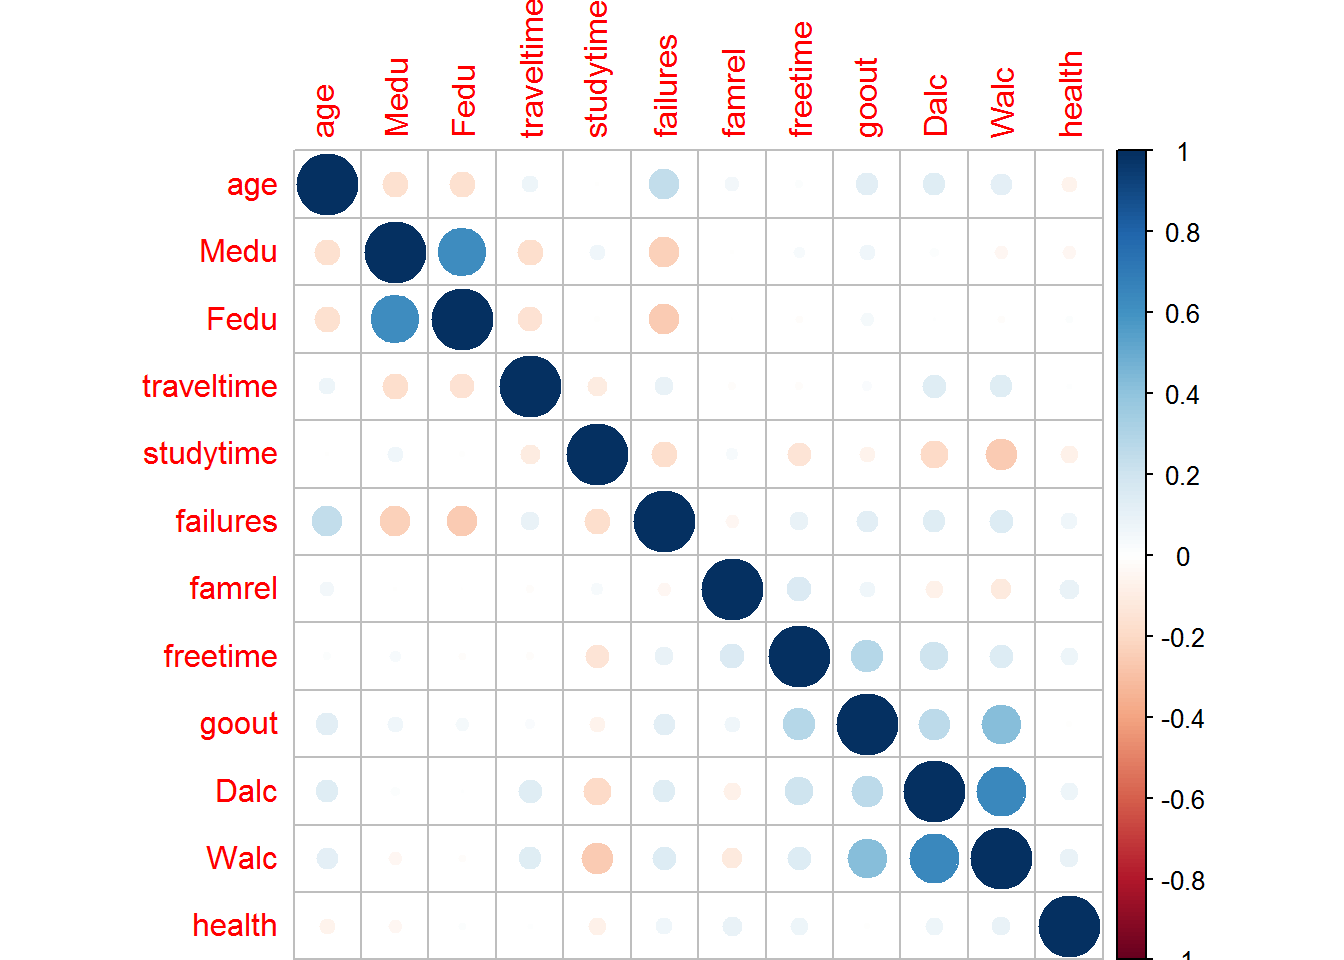 age
Medu
Fedu
traveltime
studytime
failures
famrel
freetime
goout
Dalc
Walc
health
age
Medu
Fedu
traveltime
studytime
failures
famrel
freetime
goout
Dalc
Walc
health
1
0.8
0.6
0.4
0.2
0
-0.2
-0.4
-0.6
-0.8
-1